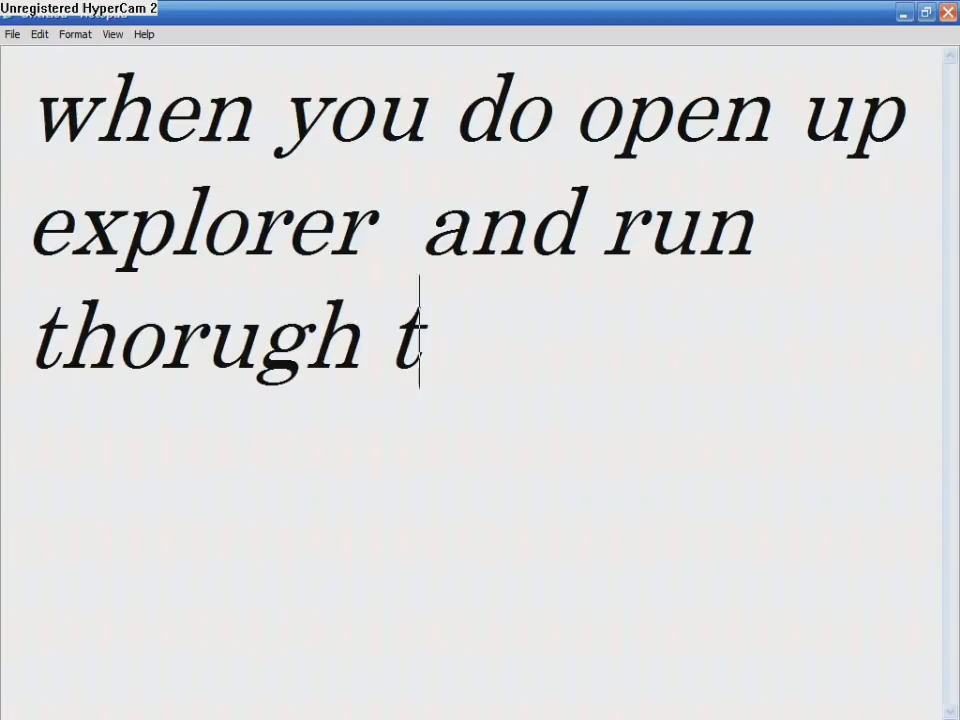 Unregistered HyperCam 2
File Edit Format View Help
when you do open up
explorer  and run
thorugh t